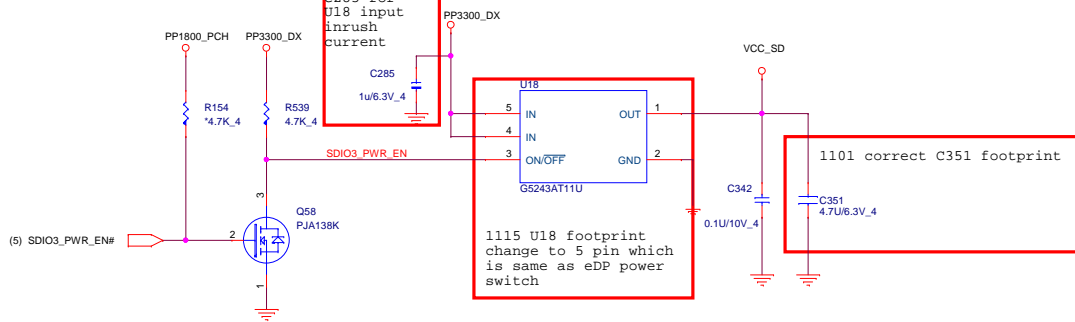 U18 input
inrush
current
PP3300_DX
PP1800_PCH
PP3300_DX
VCC_SD
C285
1u/6.3V_4
U18
R154
*4.7K_4
R539
4.7K_4
5
IN
OUT
1
4
IN
SDIO3_PWR_EN
3
ON/OFF
GND
2
G5243AT11U
1101 correct C351 footprint
C342
0.1U/10V_4
C351
4.7U/6.3V_4
3
Q58
PJA138K
(5) SDIO3_PWR_EN#
2
1
1115 U18 footprint
change to 5 pin which
is same as eDP power
switch